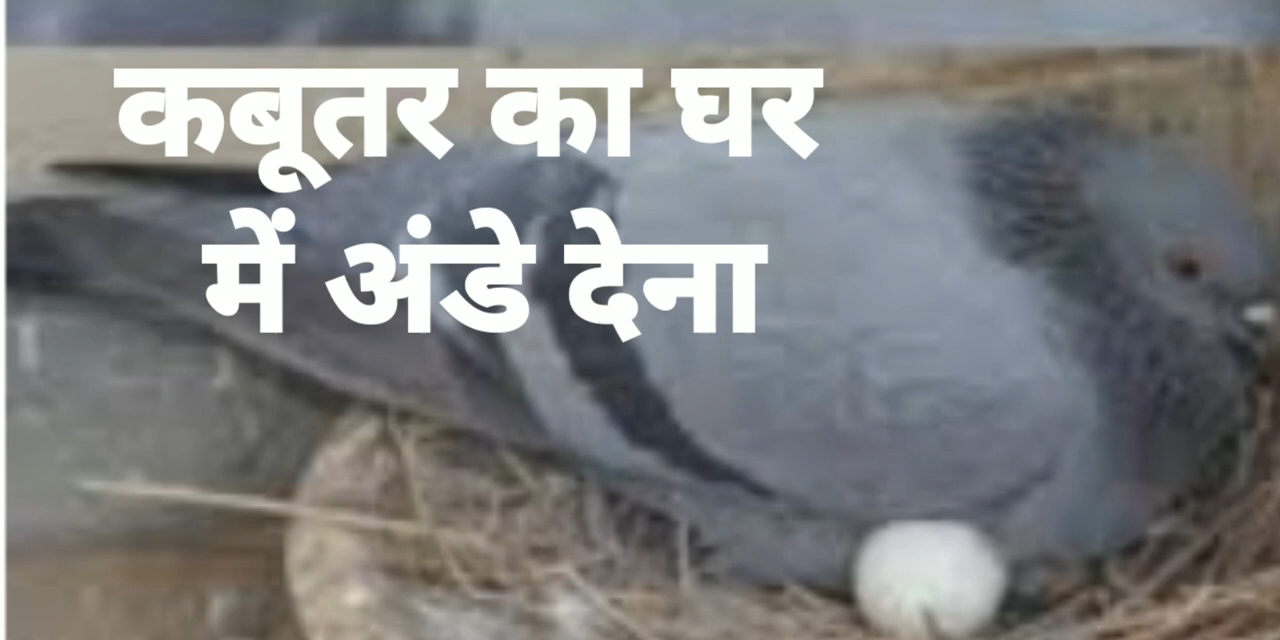 कबूतर का घर
में अंडे देना